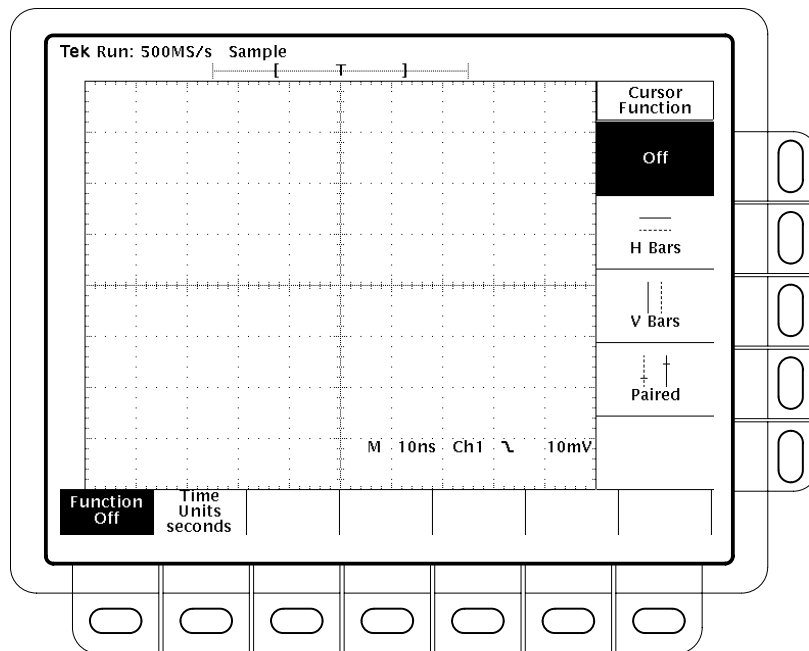 Tek Run: 500MS/s Sample
[ T ]
Cursor
Function
Off
H Bars
V Bars
Paired
M 10ns Ch1 10mV
Function
Off
Time
Units
seconds